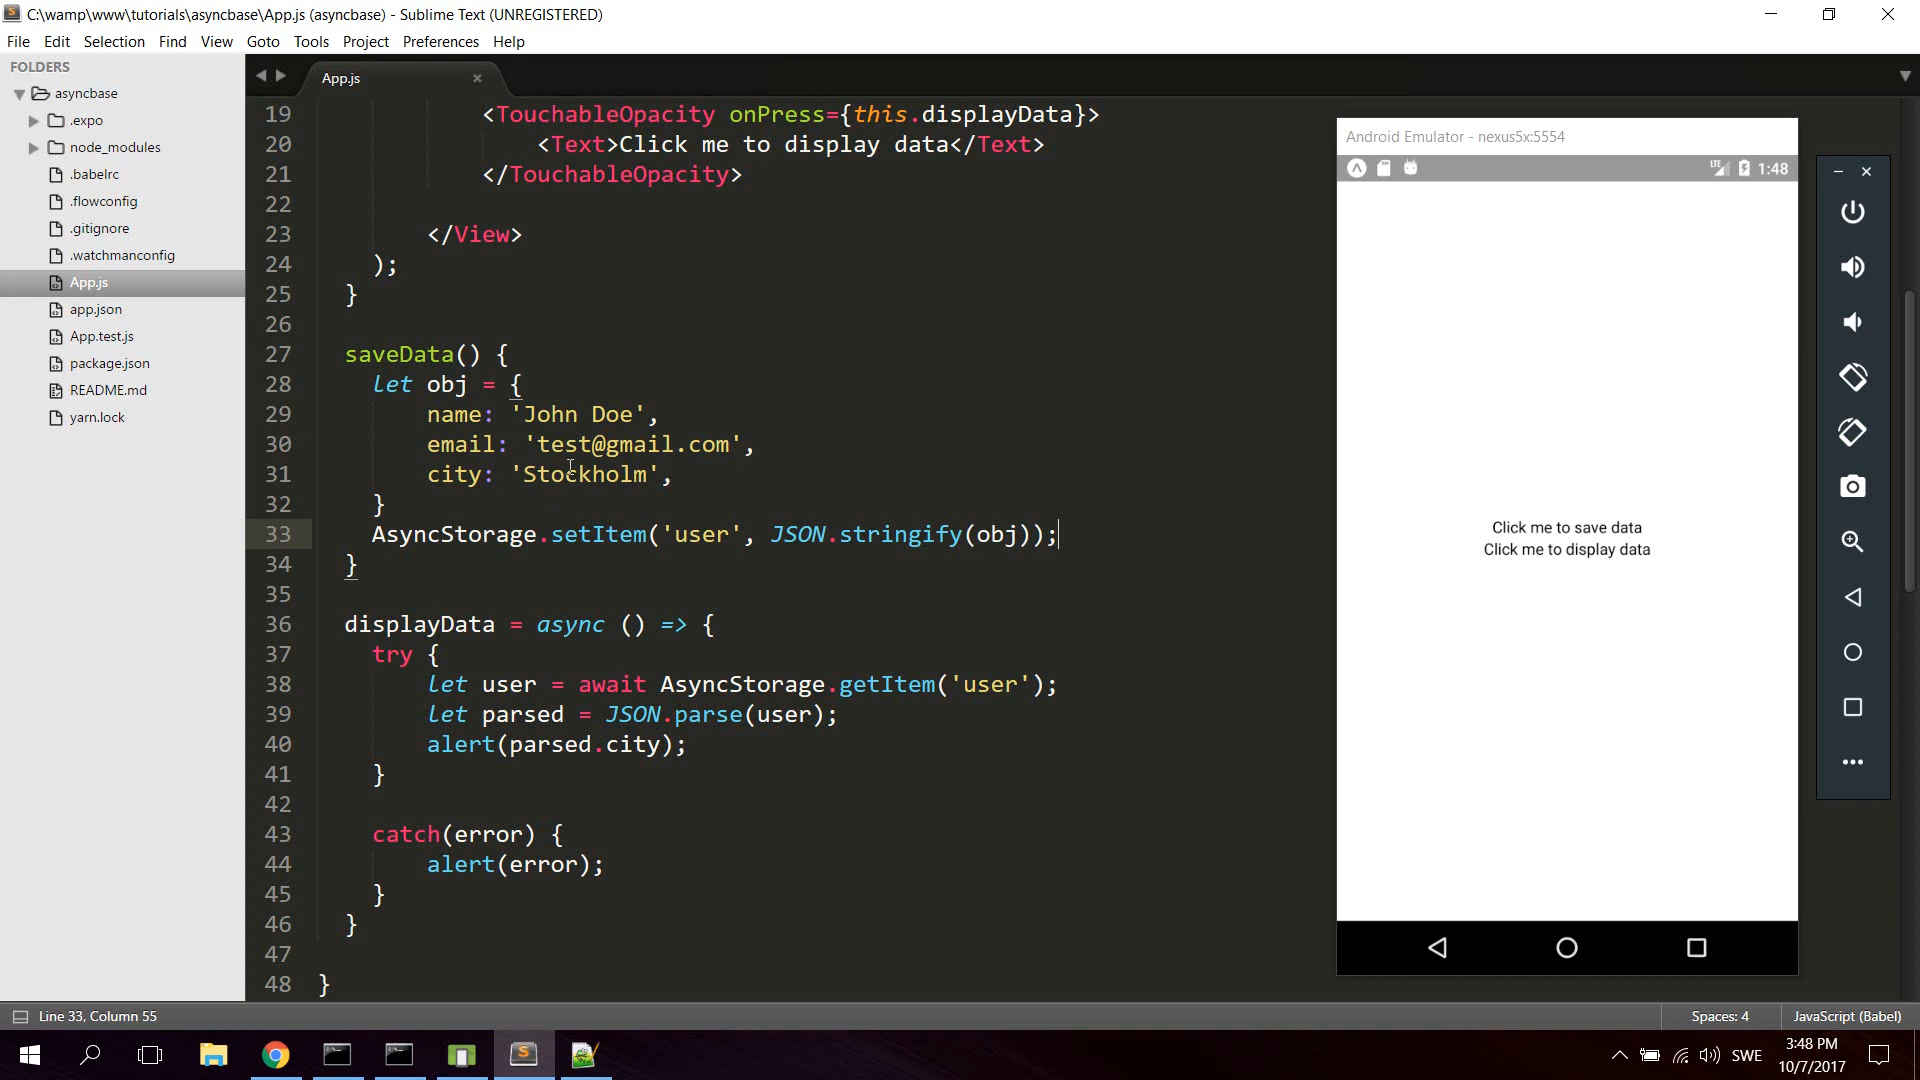 C:\wamp\www\tutorials\asyncbase\App.js (asyncbase) - Sublime Text (UNREGISTERED)
File Edit Selection Find View Goto Tools Project Preferences Help
FOLDERS
asyncbase
.expo
node_modules
.babelrc
.flowconfig
.gitignore
.watchmanconfig
App.js
app.json
App.test.js
package.json
README.md
yarn.lock
App.js
19 <TouchableOpacity onPress={this.displayData}>
20 <Text>Click me to display data</Text>
21 </TouchableOpacity>
22
23 </View>
24 );
25 }
26
27 saveData() {
28 let obj = {
29 name: 'John Doe',
30 email: 'test@gmail.com',
31 city: 'Stockholm',
32 }
33 AsyncStorage.setItem('user', JSON.stringify(obj));
34 }
35
36 displayData = async () => {
37 try {
38 let user = await AsyncStorage.getItem('user');
39 let parsed = JSON.parse(user);
40 alert(parsed.city);
41 }
42
43 catch(error) {
44 alert(error);
45 }
46 }
47
48 }
Android Emulator - nexus5x:5554
LTE 1:48
Click me to save data
Click me to display data
Line 33, Column 55
Spaces: 4
JavaScript (Babel)
SWE
3:48 PM
10/7/2017